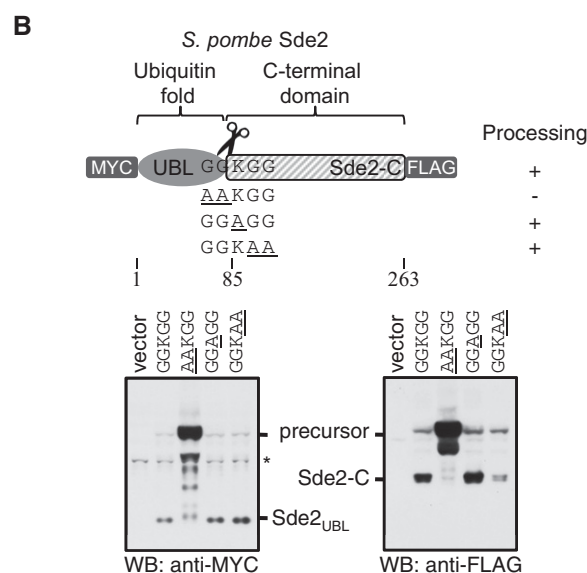 B
S. pombe Sde2
Ubiquitin fold
C-terminal domain
Processing
MYC UBL GGKGG Sde2-C FLAG +
AAKGG -
GGAGG +
GGKAA +
1 85 263
vector GGKGG AAKGG GGAGG GGKAA
vector GGKGG AAKGG GGAGG GGKAA
precursor
*
Sde2-C
Sde2UBL
WB: anti-MYC
WB: anti-FLAG